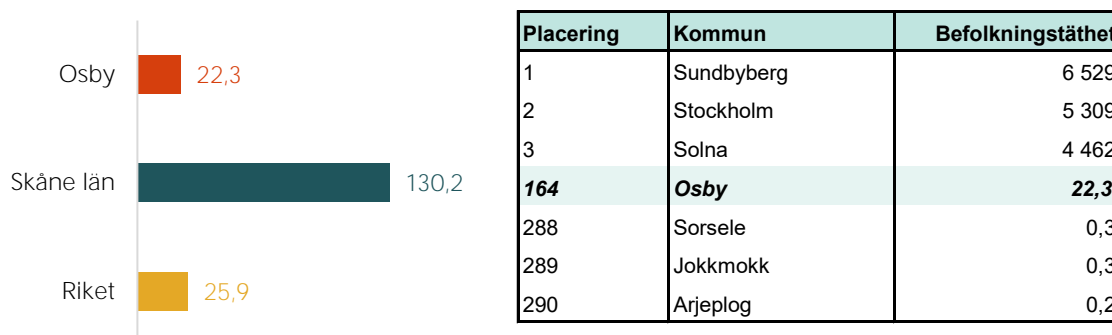 Osby 22,3
Skåne län 130,2
Riket 25,9
Placering Kommun Befolkningstäthet
1 Sundbyberg 6 529
2 Stockholm 5 309
3 Solna 4 462
164 Osby 22,3
288 Sorsele 0,3
289 Jokkmokk 0,3
290 Arjeplog 0,2